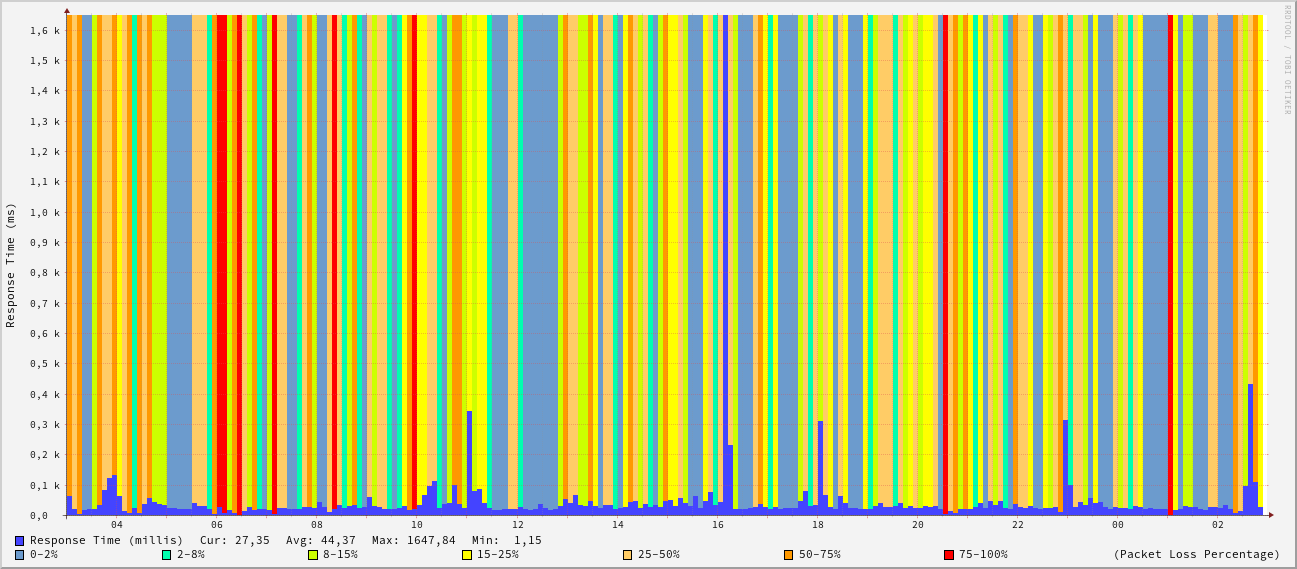 RRDTOOL / TOBI OETIKER
Response Time (ms)
1,6 k
1,5 k
1,4 k
1,3 k
1,2 k
1,1 k
1,0 k
0,9 k
0,8 k
0,7 k
0,6 k
0,5 k
0,4 k
0,3 k
0,2 k
0,1 k
0,0
04 06 08 10 12 14 16 18 20 22 00 02
Response Time (millis) Cur: 27,35 Avg: 44,37 Max: 1647,84 Min: 1,15
0-2% 2-8% 8-15% 15-25% 25-50% 50-75% 75-100% (Packet Loss Percentage)